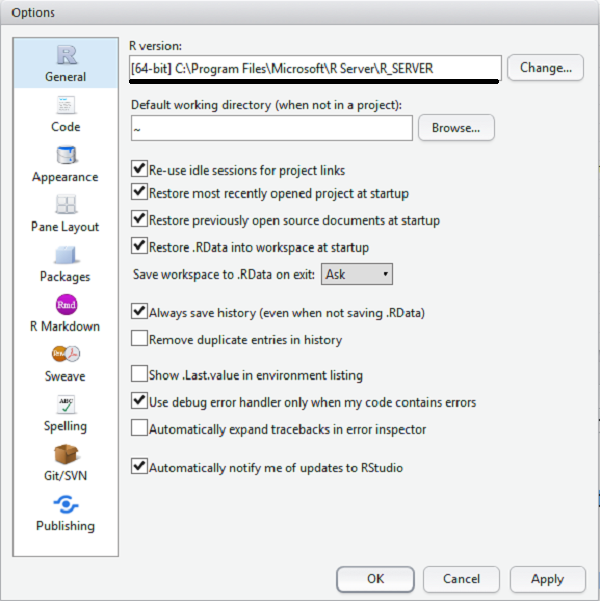 Options
R
General
Code
Appearance
Pane Layout
Packages
Rmd
R Markdown
Sweave
ABC
Spelling
Git/SVN
Publishing
R version:
[64-bit] C:\Program Files\Microsoft\R Server\R_SERVER
Change...
Default working directory (when not in a project):
~
Browse...
Re-use idle sessions for project links
Restore most recently opened project at startup
Restore previously open source documents at startup
Restore .RData into workspace at startup
Save workspace to .RData on exit: Ask
Always save history (even when not saving .RData)
Remove duplicate entries in history
Show .Last.value in environment listing
Use debug error handler only when my code contains errors
Automatically expand tracebacks in error inspector
Automatically notify me of updates to RStudio
OK
Cancel
Apply